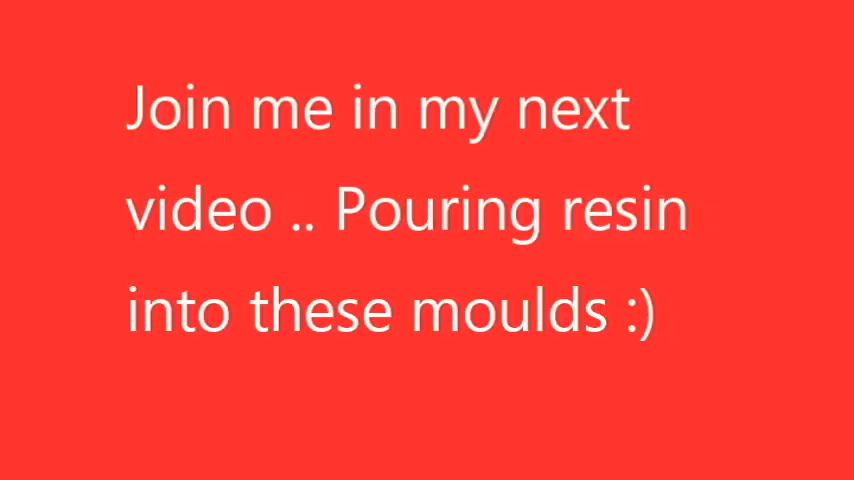 Join me in my next
video .. Pouring resin
into these moulds :)